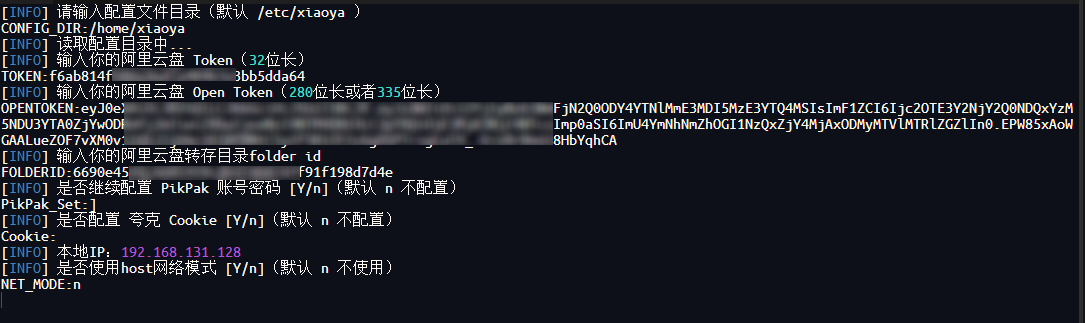 [INFO] 请输入配置文件目录（默认 /etc/xiaoya ）
CONFIG_DIR:/home/xiaoya
[INFO] 读取配置目录中...
[INFO] 输入你的阿里云盘 Token（32位长）
TOKEN:f6ab814f 3bb5dda64
[INFO] 输入你的阿里云盘 Open Token（280位长或者335位长）
OPENTOKEN:eyJ0eX FjN2Q0ODY4YTNlMmE3MDI5MzE3YTQ4MSIsImF1ZCI6Ijc2OTE3Y2NjY2Q0NDQxYzM
5NDU3YTA0ZjYwODR Imp0aSI6ImU4YmNhNmZhOGI1NzQxZjY4MjAxODMyMTVlMTRlZGZlIn0.EPW85xAoW
GAALueZOF7vXM0v 8HbYqhCA
[INFO] 输入你的阿里云盘转存目录folder id
FOLDERID:6690e45 f91f198d7d4e
[INFO] 是否继续配置 PikPak 账号密码 [Y/n]（默认 n 不配置）
PikPak_Set:]
[INFO] 是否配置 夸克 Cookie [Y/n]（默认 n 不配置）
Cookie:
[INFO] 本地IP：192.168.131.128
[INFO] 是否使用host网络模式 [Y/n]（默认 n 不使用）
NET_MODE:n